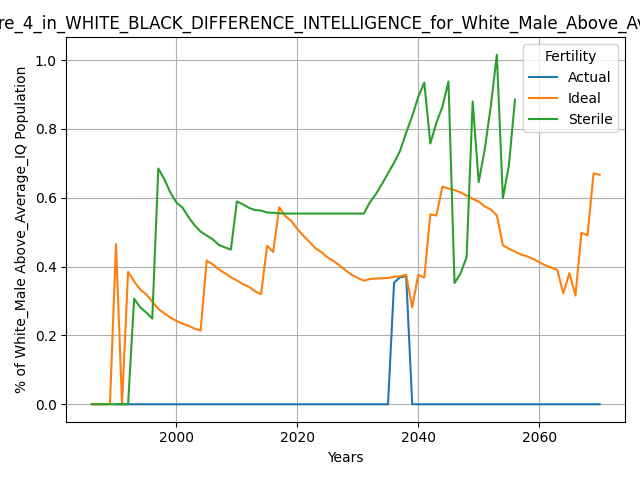 re_4_in_WHITE_BLACK_DIFFERENCE_INTELLIGENCE_for_White_Male_Above_Av
% of White_Male Above_Average_IQ Population
1.0
0.8
0.6
0.4
0.2
0.0
Fertility
Actual
Ideal
Sterile
2000 2020 2040 2060
Years